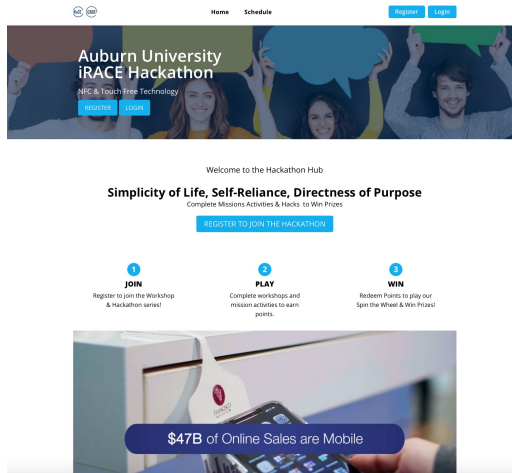 Home Schedule Register Login
Auburn University
iRACE Hackathon
NFC & Touch Free Technology
REGISTER LOGIN
Welcome to the Hackathon Hub
Simplicity of Life, Self-Reliance, Directness of Purpose
Complete Missions Activities & Hacks to Win Prizes
REGISTER TO JOIN THE HACKATHON
1 2 3
JOIN PLAY WIN
Register to join the Workshop
& Hackathon series!
Complete workshops and
mission activities to earn
points.
Redeem Points to play our
Spin the Wheel & Win Prizes!
$47B of Online Sales are Mobile